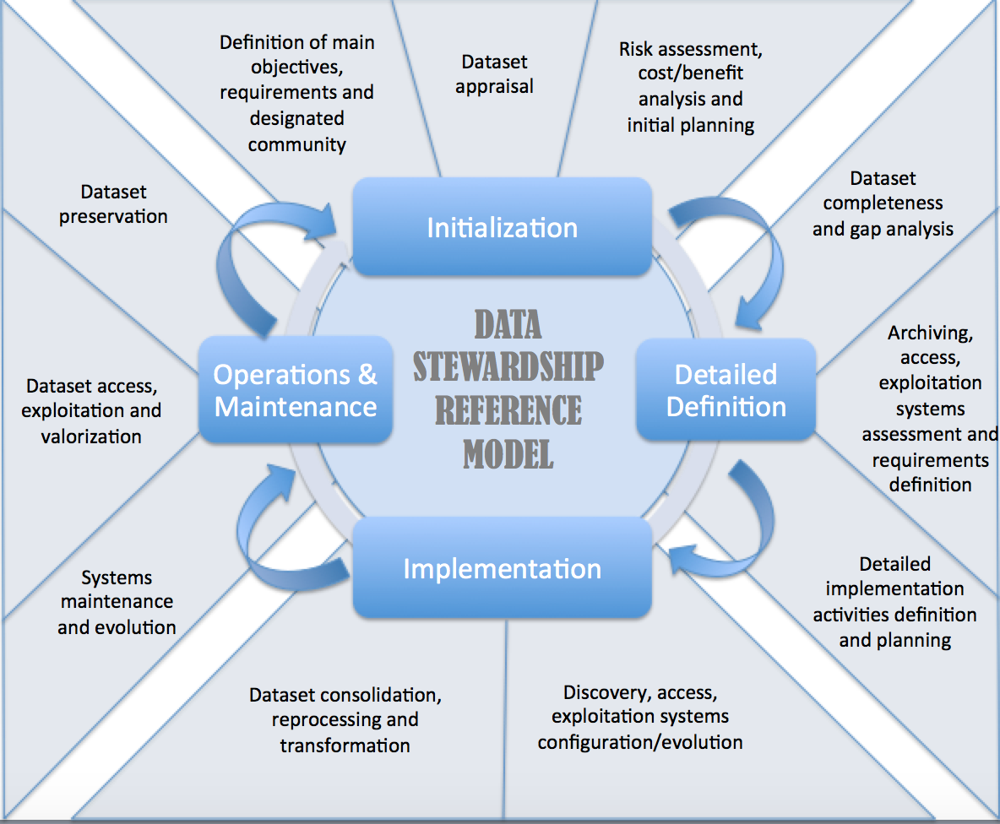 Definition of main
objectives,
requirements and
designated
community
Dataset
appraisal
Risk assessment,
cost/benefit
analysis and
initial planning
Dataset
preservation
Dataset
completeness
and gap analysis
Initialization
DATA
STEWARDSHIP
REFERENCE
MODEL
Operations &
Maintenance
Detailed
Definition
Archiving,
access,
exploitation
systems
assessment and
requirements
definition
Dataset access,
exploitation and
valorization
Implementation
Systems
maintenance
and evolution
Detailed
implementation
activities definition
and planning
Dataset consolidation,
reprocessing and
transformation
Discovery, access,
exploitation systems
configuration/evolution